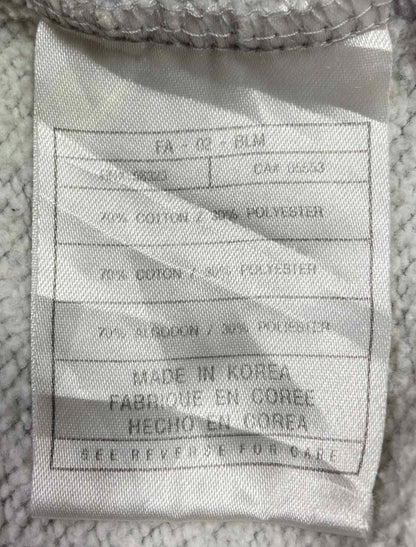 FA - 02 - BLM
CA# 05553
70% COTTON / 30% POLYESTER
70% COTON / 30% POLYESTER
70% ALGODON / 30% POLIESTER
MADE IN KOREA
FABRIQUE EN COREE
HECHO EN COREA
SEE REVERSE FOR CARE